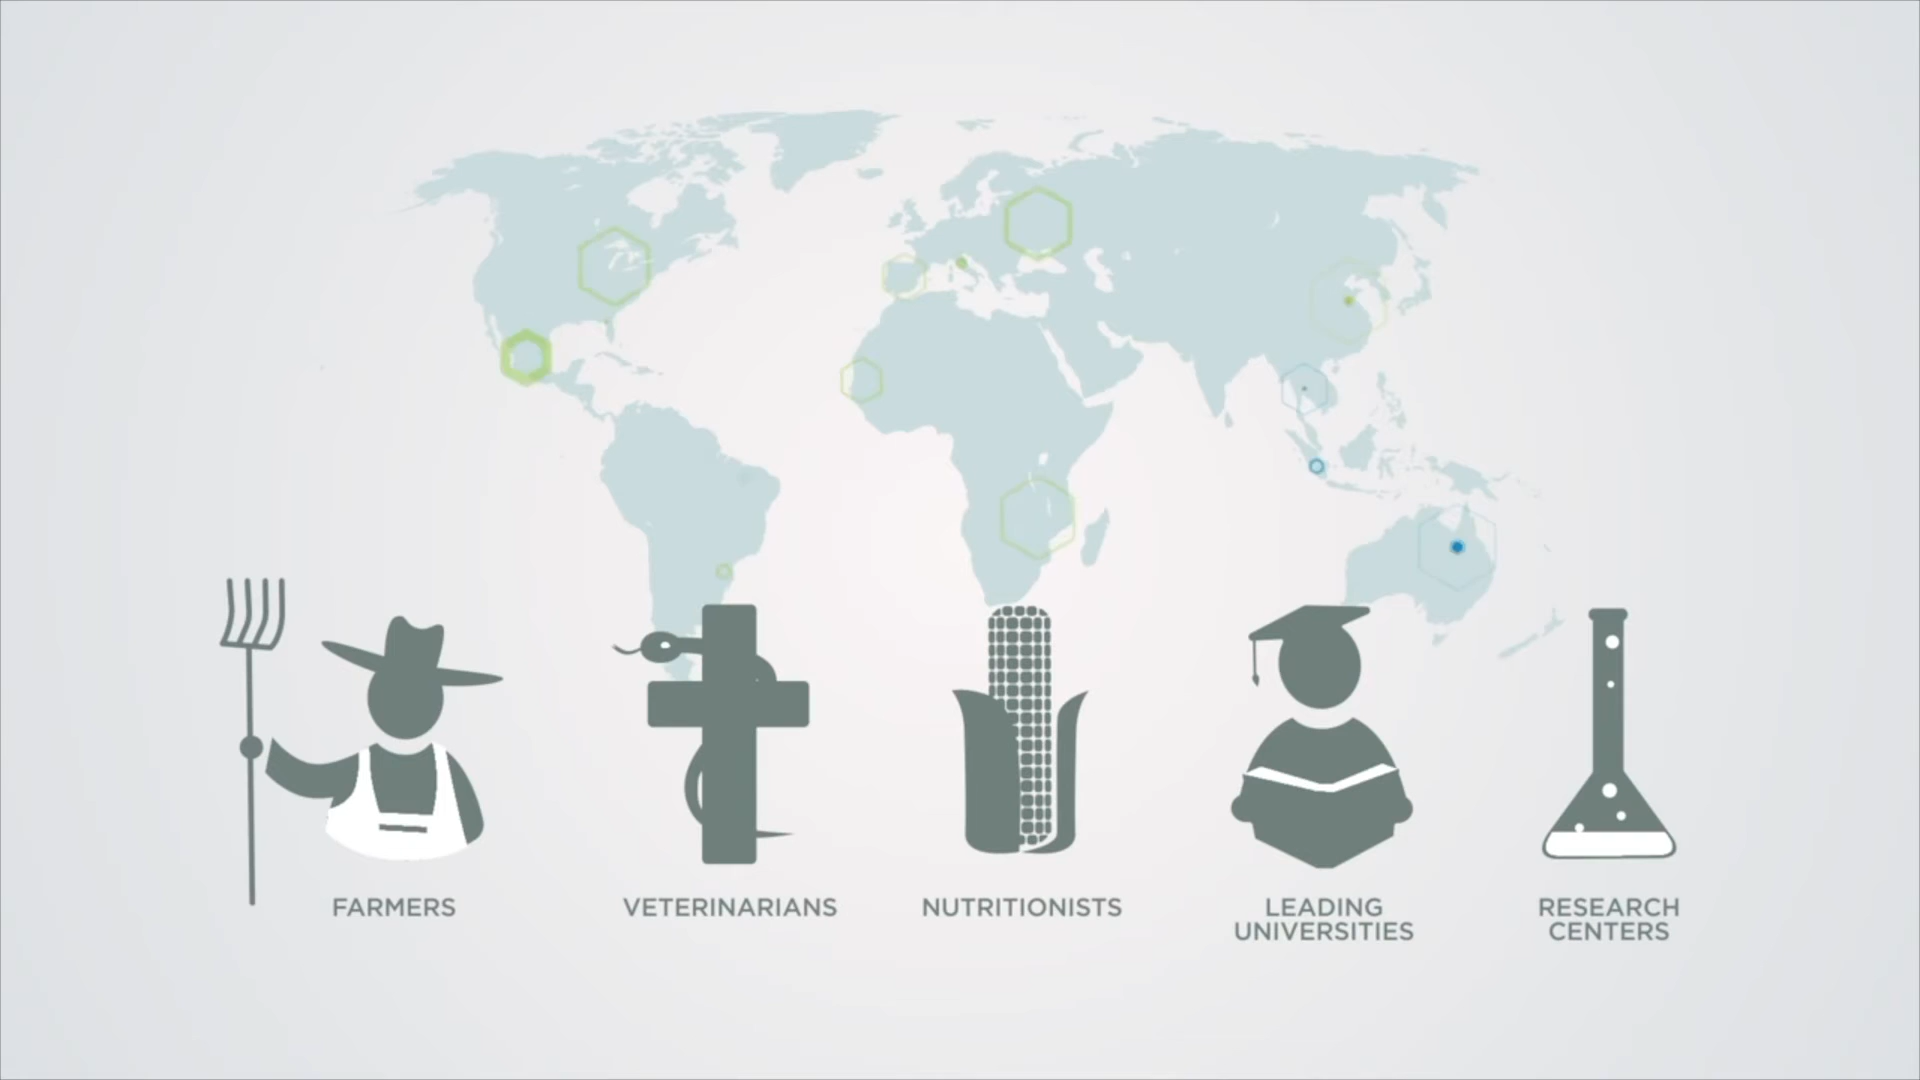 FARMERS
VETERINARIANS
NUTRITIONISTS
LEADING
UNIVERSITIES
RESEARCH
CENTERS